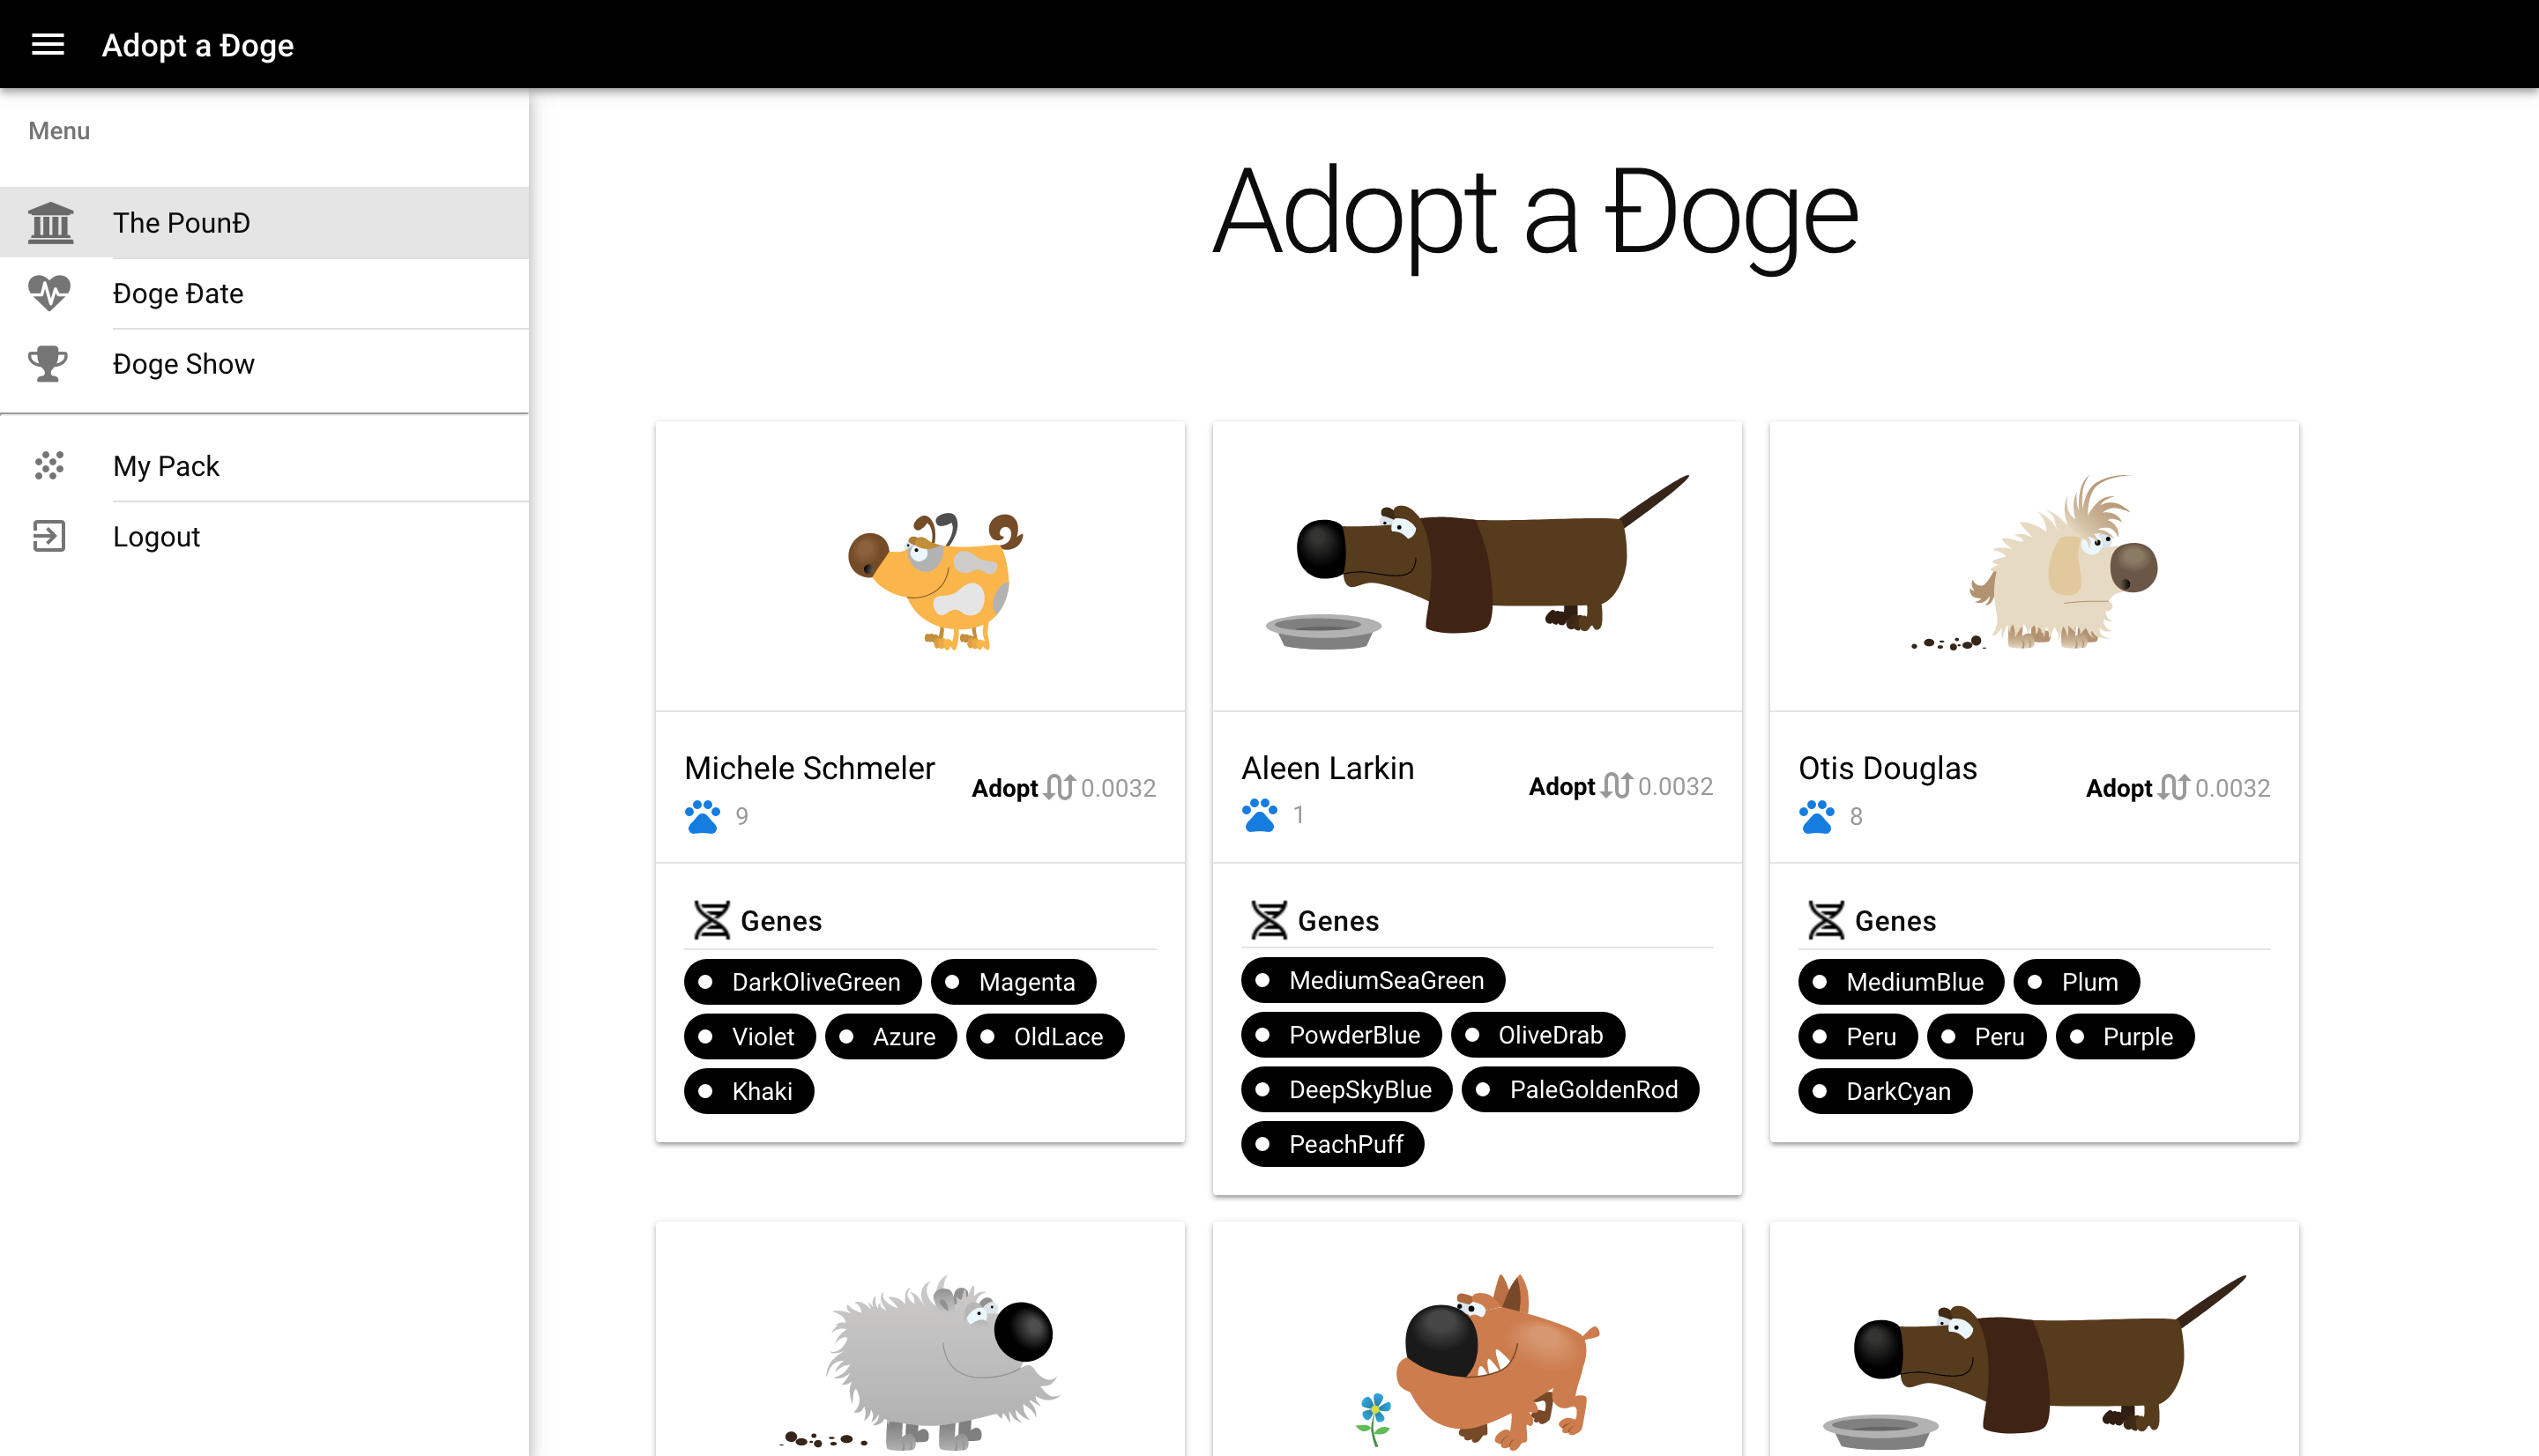 Adopt a Đoge
Menu
The PounĐ
Đoge Đate
Đoge Show
My Pack
Logout
Adopt a Đoge
Michele Schmeler
Adopt 0.0032
9
Genes
DarkOliveGreen Magenta
Violet Azure OldLace
Khaki
Aleen Larkin
Adopt 0.0032
1
Genes
MediumSeaGreen
PowderBlue OliveDrab
DeepSkyBlue PaleGoldenRod
PeachPuff
Otis Douglas
Adopt 0.0032
8
Genes
MediumBlue Plum
Peru Peru Purple
DarkCyan